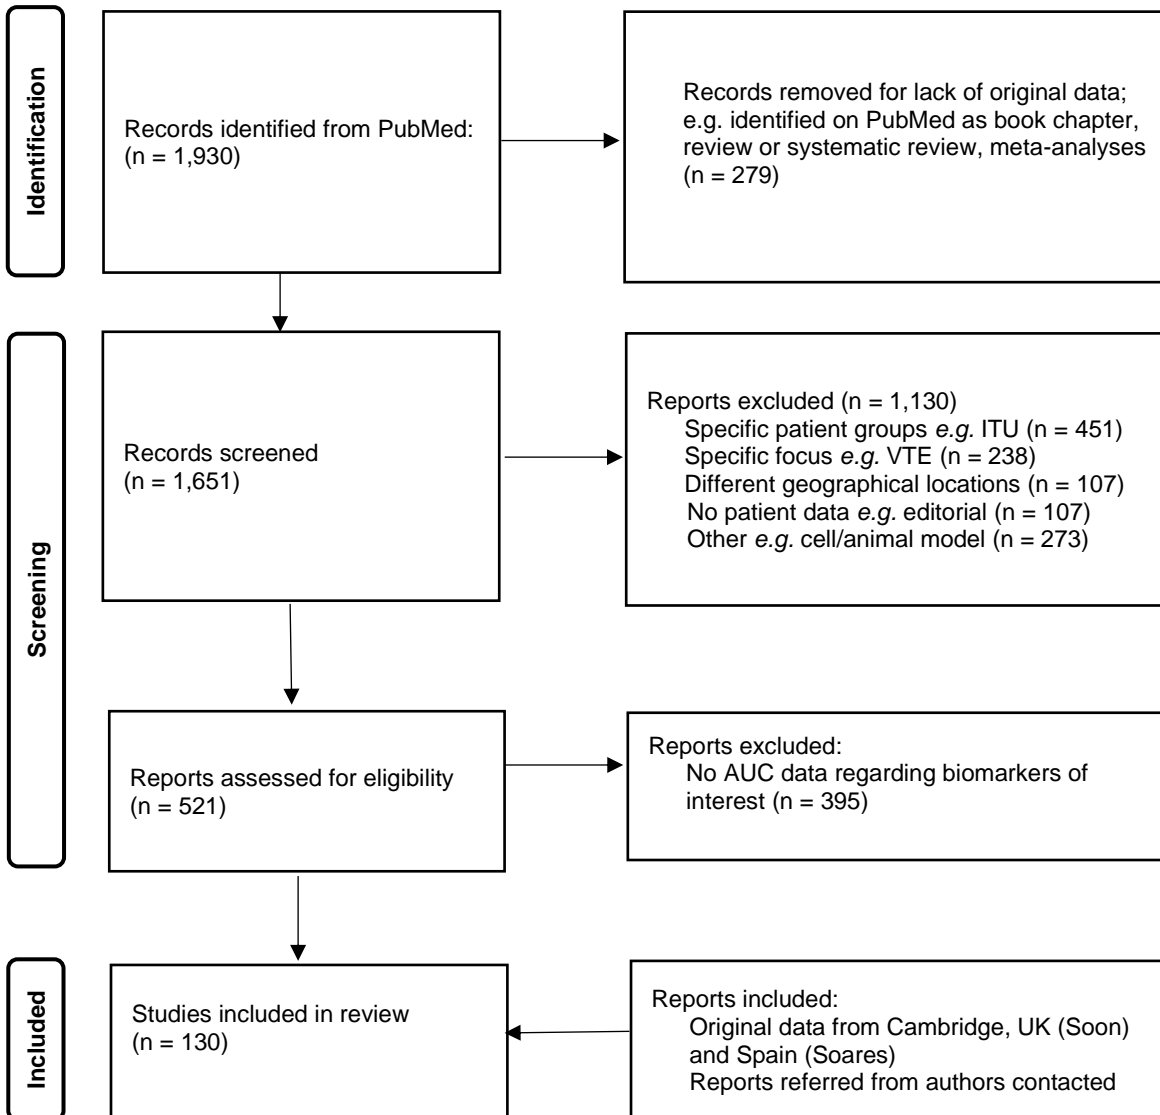 Identification
Records identified from PubMed:
(n = 1,930)
Records removed for lack of original data;
e.g. identified on PubMed as book chapter,
review or systematic review, meta-analyses
(n = 279)
Screening
Records screened
(n = 1,651)
Reports excluded (n = 1,130)
Specific patient groups e.g. ITU (n = 451)
Specific focus e.g. VTE (n = 238)
Different geographical locations (n = 107)
No patient data e.g. editorial (n = 107)
Other e.g. cell/animal model (n = 273)
Reports assessed for eligibility
(n = 521)
Reports excluded:
No AUC data regarding biomarkers of
interest (n = 395)
Included
Studies included in review
(n = 130)
Reports included:
Original data from Cambridge, UK (Soon)
and Spain (Soares)
Reports referred from authors contacted